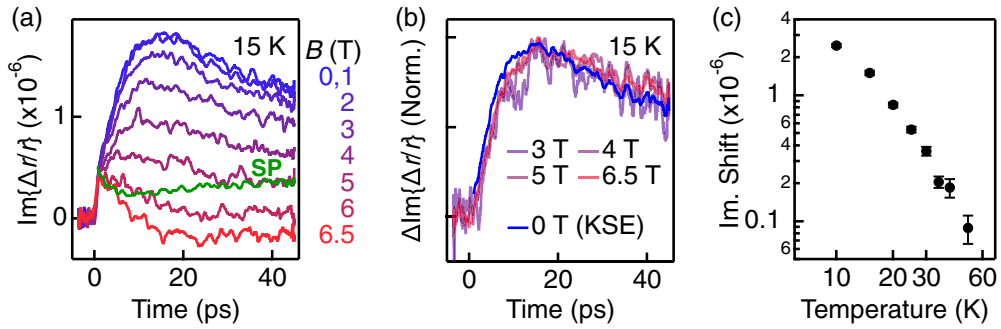 (a)
15 K
B (T)
0,1
2
3
4
5
6
6.5
SP
Im{Δr/r} (x10⁻⁶)
1
0
0
20
40
Time (ps)
(b)
15 K
ΔIm{Δr/r} (Norm.)
3 T
4 T
5 T
6.5 T
0 T (KSE)
0
20
40
Time (ps)
(c)
Im. Shift (x10⁻⁶)
4
2
1
6
4
2
0.1
6
10
20
30
60
Temperature (K)